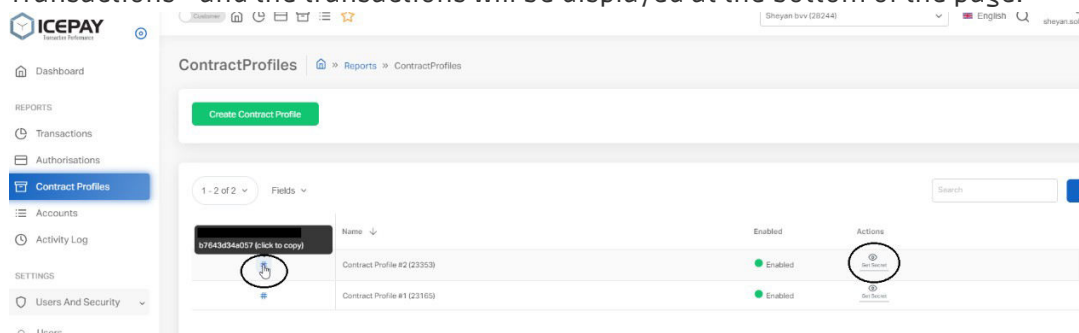 Transactions" and the transactions will be displayed at the bottom of the page.
ICEPAY
Customer
Sheyan bvv (28244)
English
Dashboard
ContractProfiles
» Reports » ContractProfiles
REPORTS
Create Contract Profile
Transactions
Authorisations
Contract Profiles
1 - 2 of 2
Fields
Search
Accounts
Activity Log
Name
Enabled
Actions
b7643d34a057 (click to copy)
#
Contract Profile #2 (23353)
Enabled
Get Secret
SETTINGS
#
Contract Profile #1 (23165)
Enabled
Get Secret
Users And Security
Users